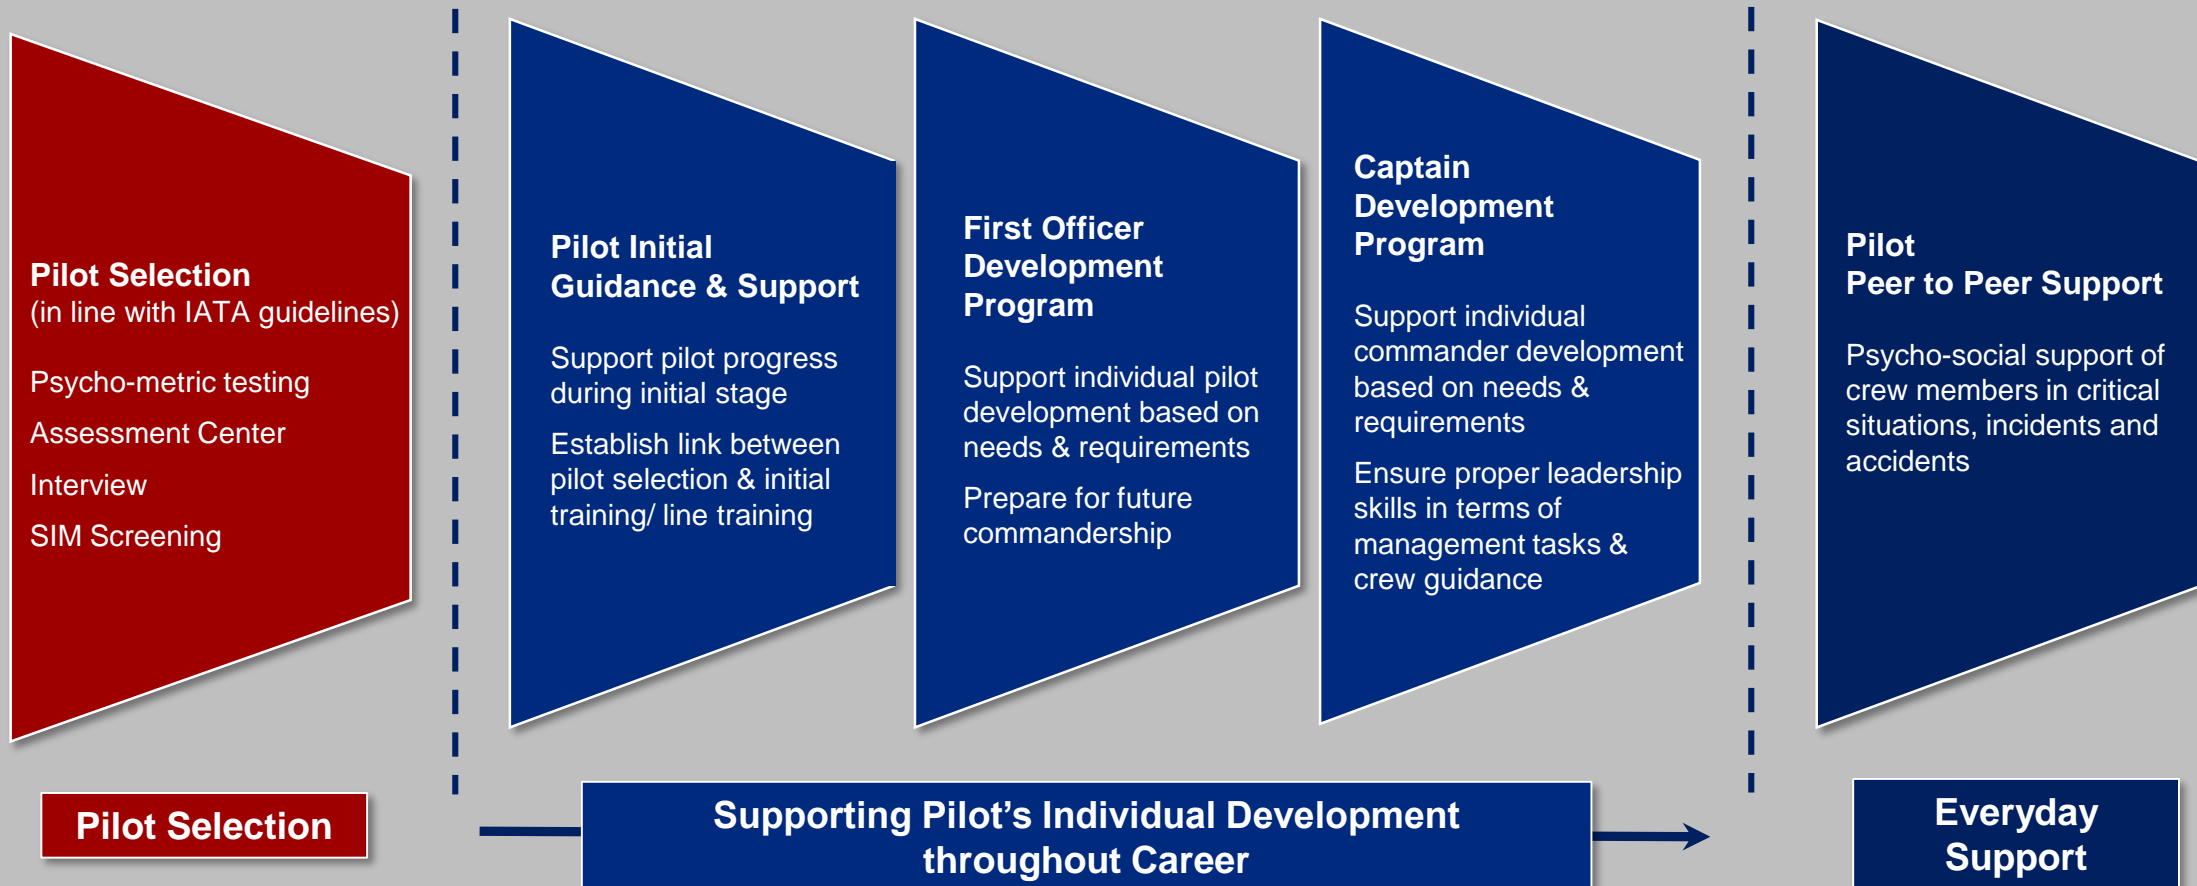 Pilot Selection
(in line with IATA guidelines)
Psycho-metric testing
Assessment Center
Interview
SIM Screening
Pilot Initial
Guidance & Support
Support pilot progress
during initial stage
Establish link between
pilot selection & initial
training/ line training
First Officer
Development
Program
Support individual pilot
development based on
needs & requirements
Prepare for future
commandership
Captain
Development
Program
Support individual
commander development
based on needs &
requirements
Ensure proper leadership
skills in terms of
management tasks &
crew guidance
Pilot
Peer to Peer Support
Psycho-social support of
crew members in critical
situations, incidents and
accidents
Pilot Selection
Supporting Pilot’s Individual Development
throughout Career
Everyday
Support